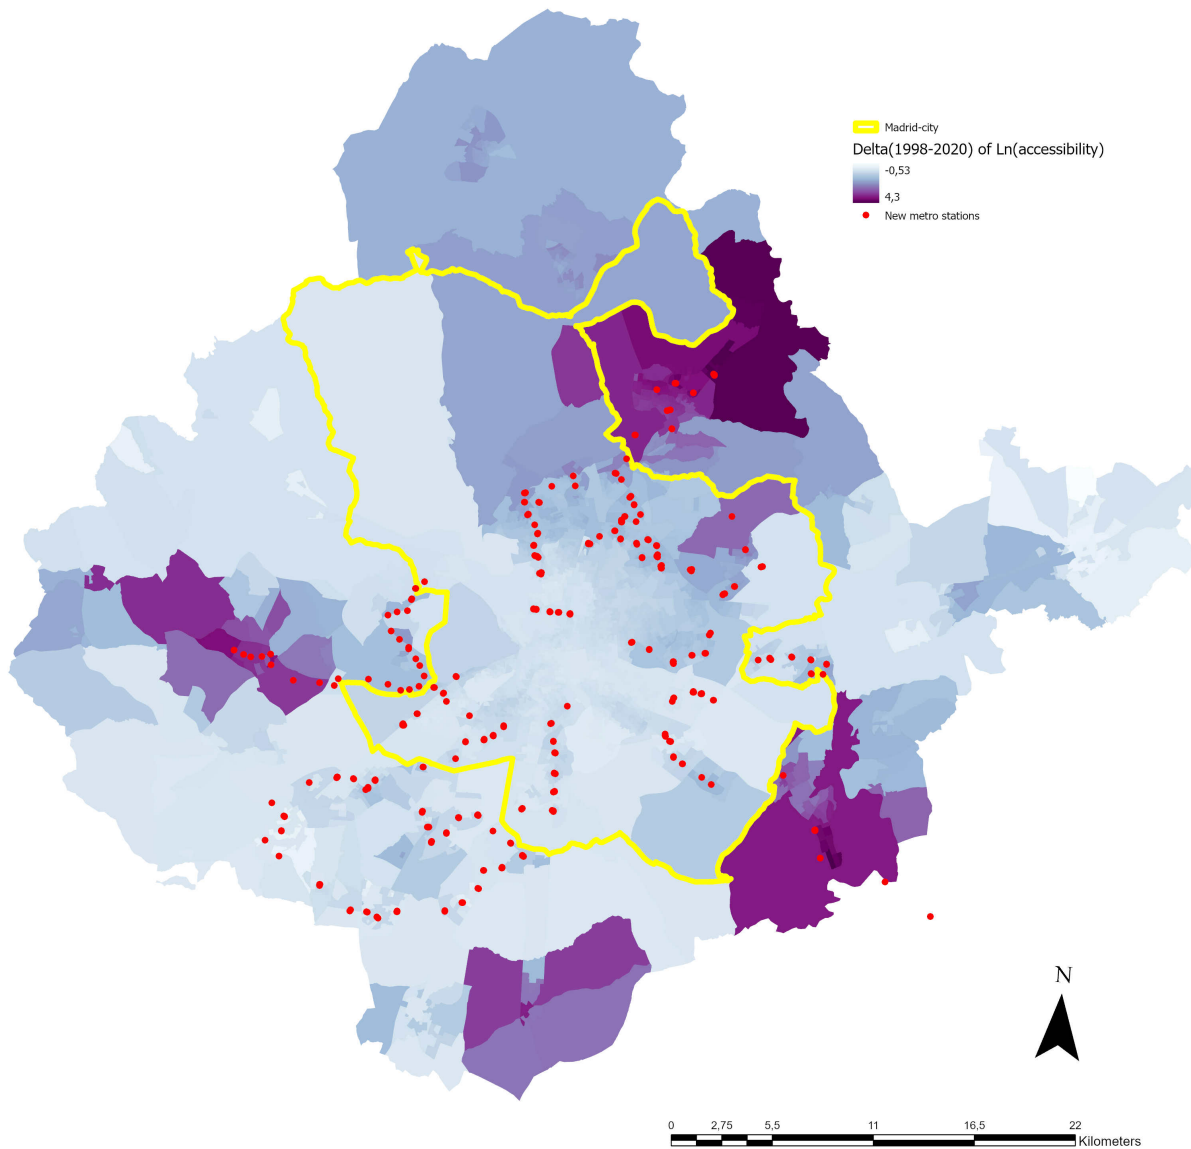 Madrid-city
Delta(1998-2020) of Ln(accessibility)
-0,53
4,3
New metro stations
N
0 2,75 5,5 11 16,5 22
Kilometers